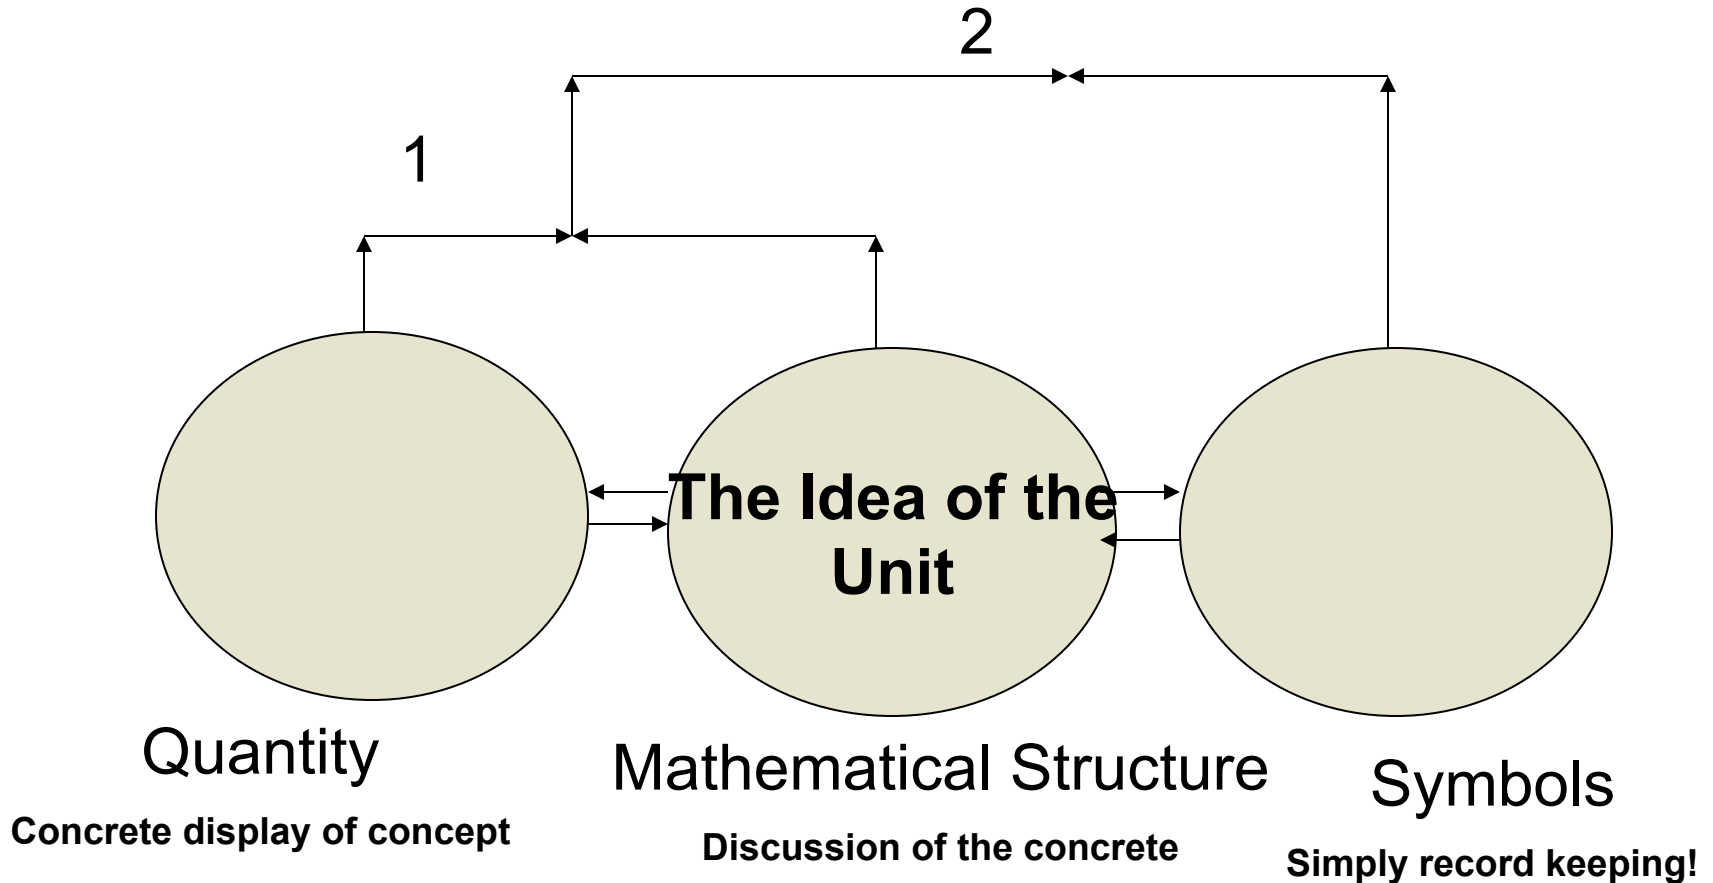 2
1
The Idea of the
Unit
Quantity
Mathematical Structure
Symbols
Concrete display of concept
Discussion of the concrete
Simply record keeping!